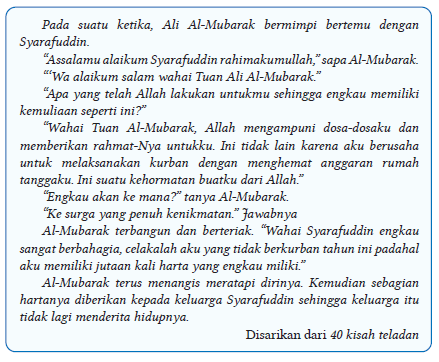 Pada suatu ketika, Ali Al-Mubarak bermimpi bertemu dengan
Syarafuddin.
“Assalamu alaikum Syarafuddin rahimakumullah,” sapa Al-Mubarak.
““Wa alaikum salam wahai Tuan Ali Al-Mubarak.”
“Apa yang telah Allah lakukan untukmu sehingga engkau memiliki
kemuliaan seperti ini?”
“Wahai Tuan Al-Mubarak, Allah mengampuni dosa-dosaku dan
memberikan rahmat-Nya untukku. Ini tidak lain karena aku berusaha
untuk melaksanakan kurban dengan menghemat anggaran rumah
tanggaku. Ini suatu kehormatan buatku dari Allah.”
“Engkau akan ke mana?” tanya Al-Mubarak.
“Ke surga yang penuh kenikmatan.” Jawabnya
Al-Mubarak terbangun dan berteriak. “Wahai Syarafuddin engkau
sangat berbahagia, celakalah aku yang tidak berkurban tahun ini padahal
aku memiliki jutaan kali harta yang engkau miliki.”
Al-Mubarak terus menangis meratapi dirinya. Kemudian sebagian
hartanya diberikan kepada keluarga Syarafuddin sehingga keluarga itu
tidak lagi menderita hidupnya.
Disarikan dari 40 kisah teladan